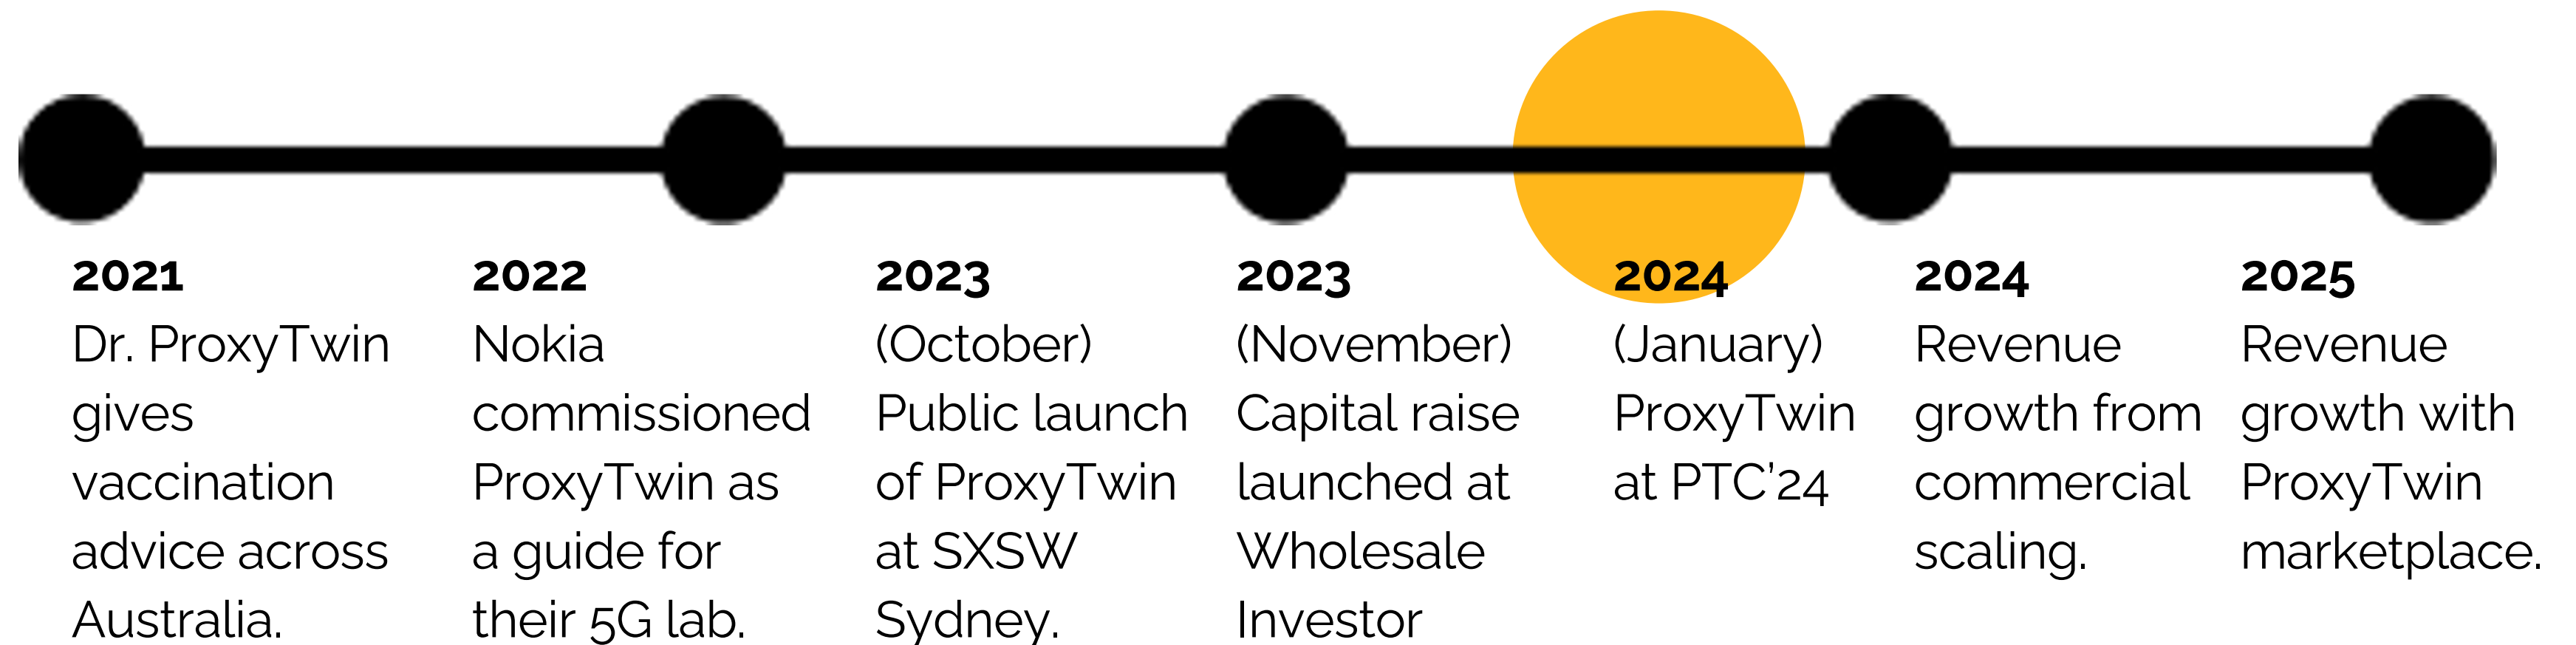 2021
Dr. ProxyTwin
gives
vaccination
advice across
Australia.
2022
Nokia
commissioned
ProxyTwin as
a guide for
their 5G lab.
2023
(October)
Public launch
of ProxyTwin
at SXSW
Sydney.
2023
(November)
Capital raise
launched at
Wholesale
Investor
2024
(January)
ProxyTwin
at PTC’24
2024
Revenue
growth from
commercial
scaling.
2025
Revenue
growth with
ProxyTwin
marketplace.